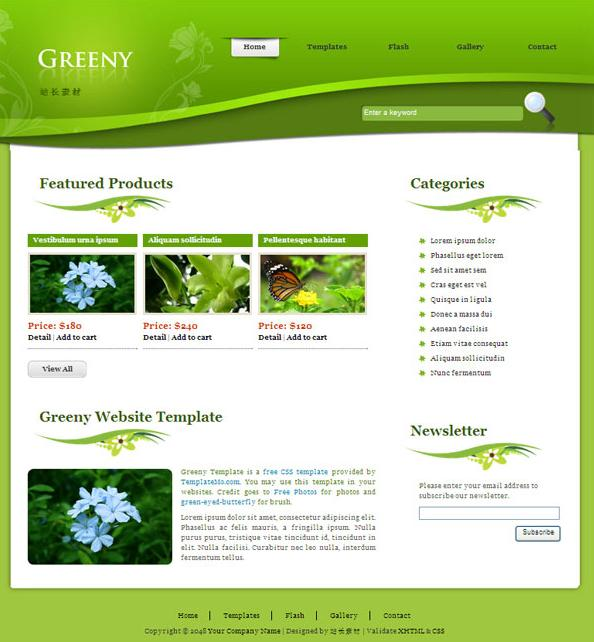 GREENY
站长素材
Home Templates Flash Gallery Contact
Enter a keyword
Featured Products
Vestibulum urna ipsum
Aliquam sollicitudin
Pellentesque habitant
Price: $180
Detail | Add to cart
Price: $240
Detail | Add to cart
Price: $120
Detail | Add to cart
View All
Categories
Lorem ipsum dolor
Phasellus eget lorem
Sed sit amet sem
Cras eget est vel
Quisque in ligula
Donec a massa dui
Aenean facilisis
Etiam vitae consequat
Aliquam sollicitudin
Nunc fermentum
Greeny Website Template
Greeny Template is a free CSS template provided by
TemplateMo.com. You may use this template in your
websites. Credit goes to Free Photos for photos and
green-eyed-butterfly for brush.
Lorem ipsum dolor sit amet, consectetur adipiscing elit.
Phasellus ac felis mauris, a fringilla ipsum. Nulla
purus purus, tristique vitae tincidunt id, tincidunt in
elit. Nulla facilisi. Curabitur nec leo nulla, interdum
fermentum tellus.
Newsletter
Please enter your email address to
subscribe our newsletter.
Subscribe
Home | Templates | Flash | Gallery | Contact
Copyright © 2048 Your Company Name | Designed by 站长素材 | Validate XHTML & CSS